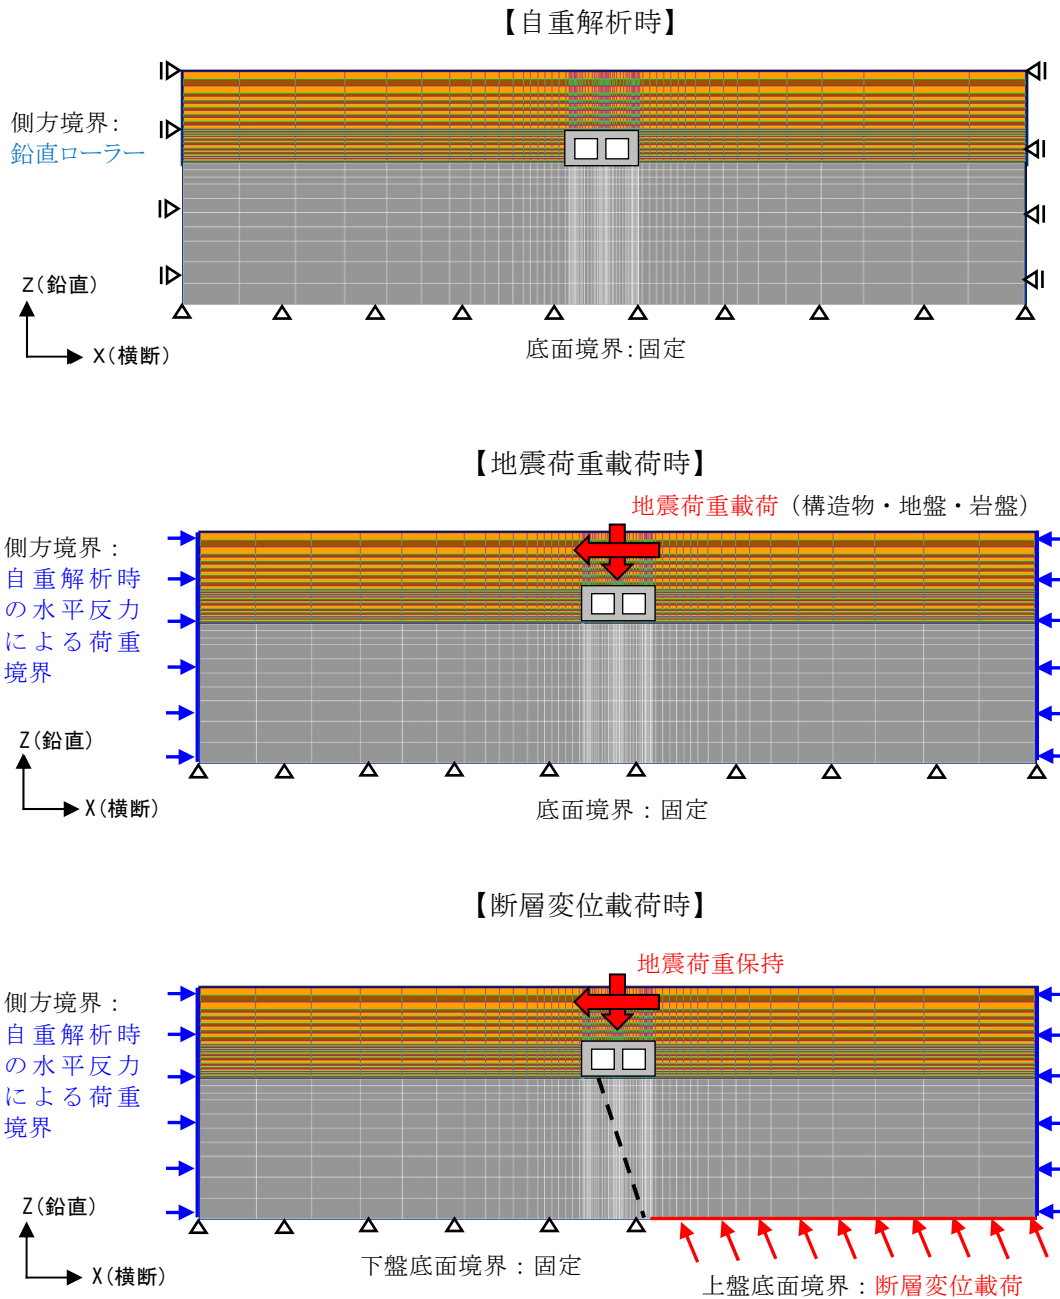 【自重解析時】
側方境界：
鉛直ローラー
Z（鉛直）
X（横断）
底面境界：固定
【地震荷重載荷時】
地震荷重載荷（構造物・地盤・岩盤）
側方境界：
自重解析時
の水平反力
による荷重
境界
Z（鉛直）
X（横断）
底面境界：固定
【断層変位載荷時】
地震荷重保持
側方境界：
自重解析時
の水平反力
による荷重
境界
Z（鉛直）
X（横断）
下盤底面境界：固定
上盤底面境界：断層変位載荷